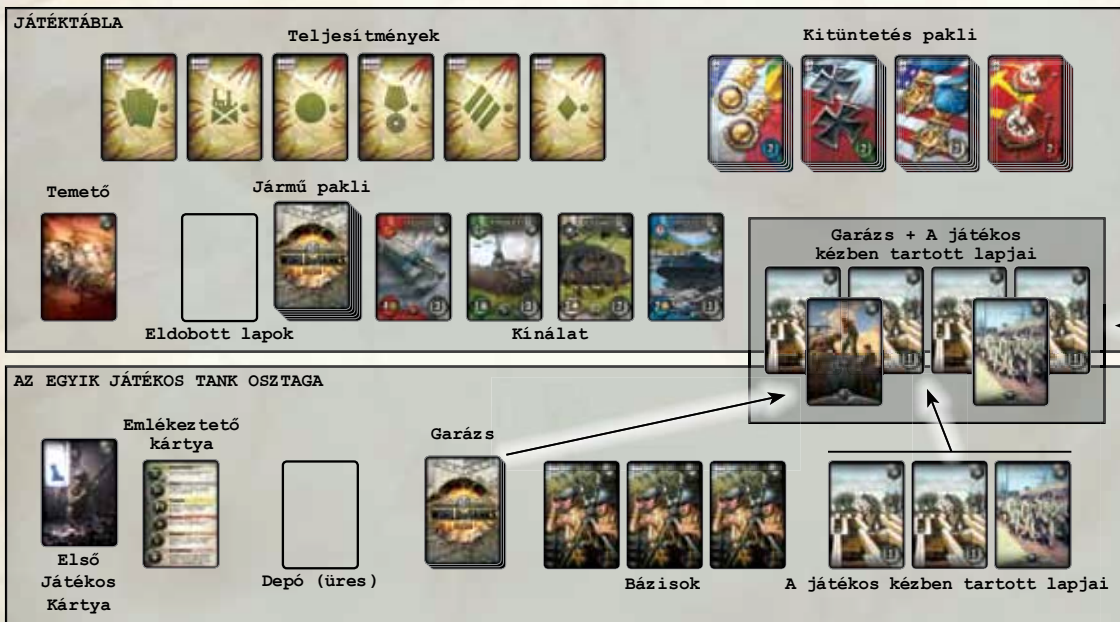 JÁTÉKTÁBLA
Teljesítmények
Kitüntetés pakli
Temető
Jármű pakli
Eldobott lapok
Kínálat
Garázs + A játékos
kézben tartott lapjai
AZ EGYIK JÁTÉKOS TANK OSZTAGA
Első
Játékos
Kártya
Emlékeztető
kártya
Depó (üres)
Garázs
Bázisok
A játékos kézben tartott lapjai